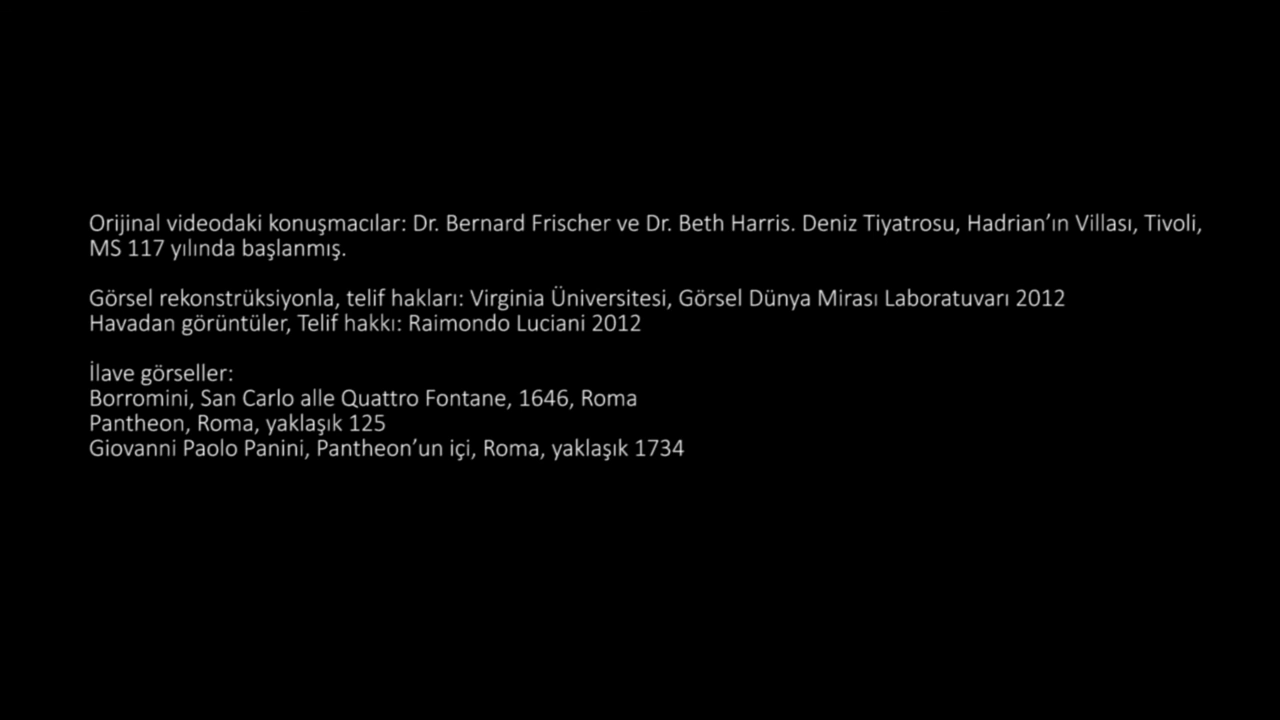 Orijinal videodaki konuşmacılar: Dr. Bernard Frischer ve Dr. Beth Harris. Deniz Tiyatrosu, Hadrian’ın Villası, Tivoli,
MS 117 yılında başlanmış.
Görsel rekonstrüksiyonla, telif hakları: Virginia Üniversitesi, Görsel Dünya Mirası Laboratuvarı 2012
Havadan görüntüler, Telif hakkı: Raimondo Luciani 2012
İlave görseller:
Borromini, San Carlo alle Quattro Fontane, 1646, Roma
Pantheon, Roma, yaklaşık 125
Giovanni Paolo Panini, Pantheon’un içi, Roma, yaklaşık 1734